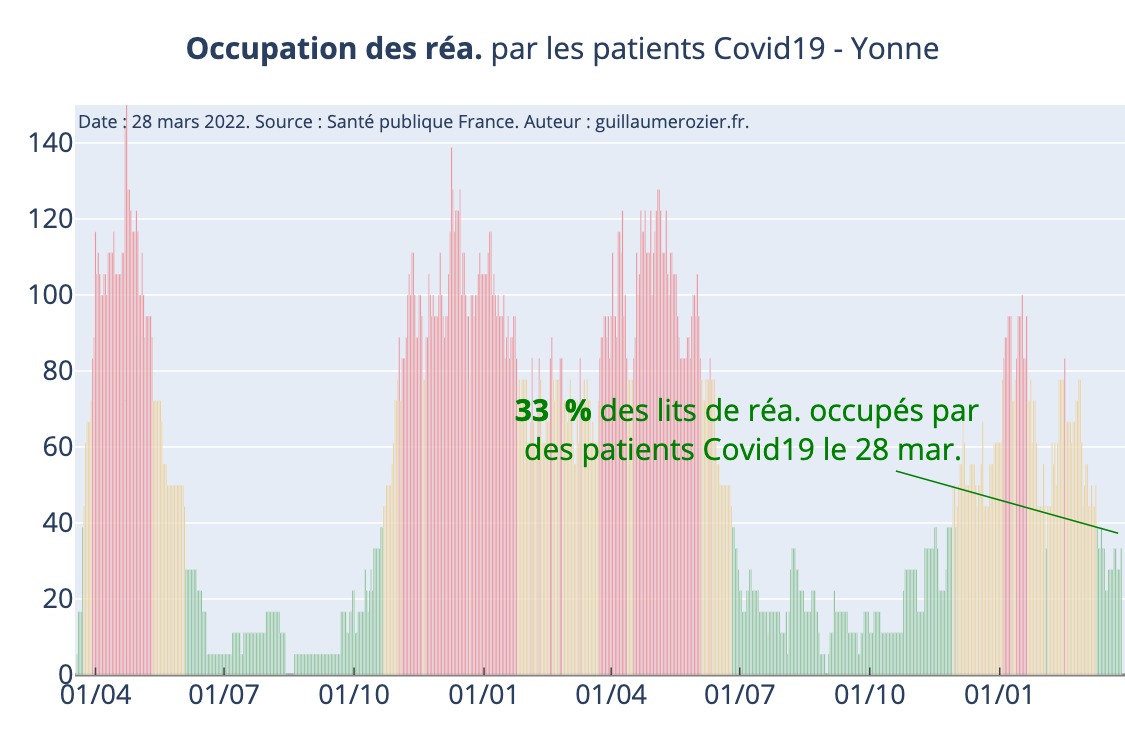 Occupation des réa. par les patients Covid19 - Yonne
Date : 28 mars 2022. Source : Santé publique France. Auteur : guillaumerozier.fr.
140
120
100
80
33  % des lits de réa. occupés par
des patients Covid19 le 28 mar.
60
40
20
0
01/04 01/07 01/10 01/01 01/04 01/07 01/10 01/01